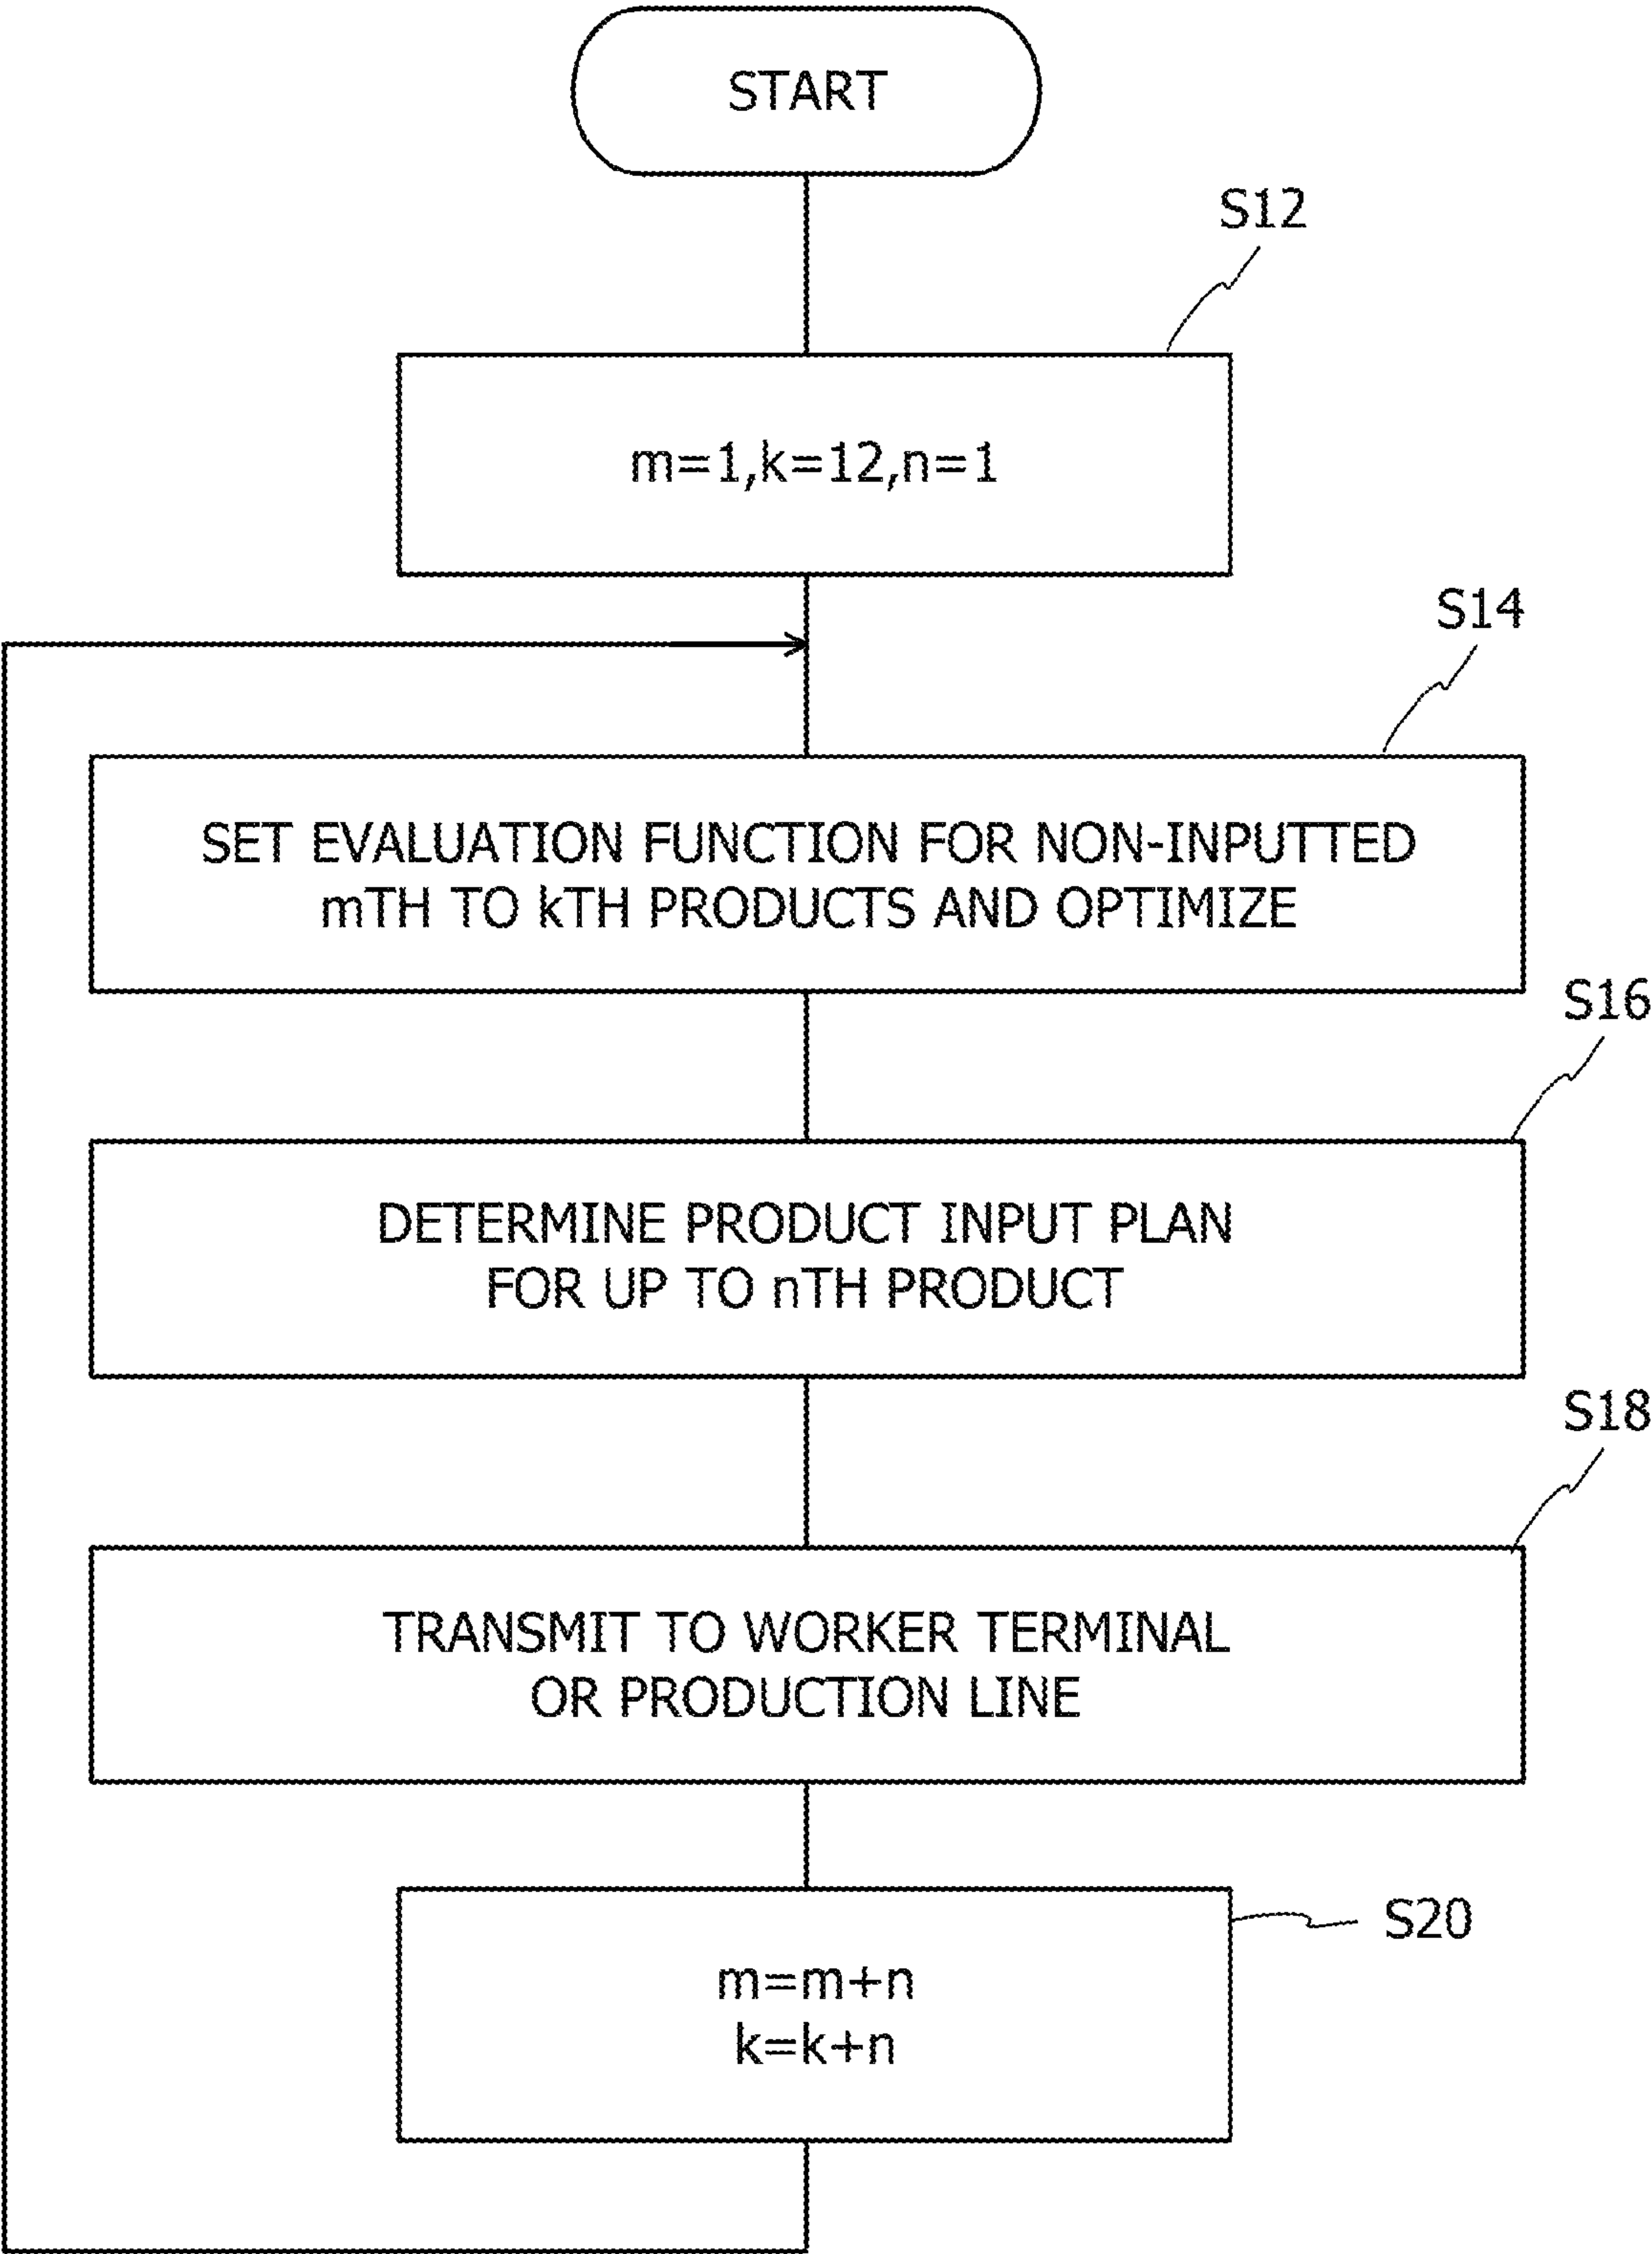 START
S12
m=1,k=12,n=1
S14
SET EVALUATION FUNCTION FOR NON-INPUTTED
mTH TO kTH PRODUCTS AND OPTIMIZE
S16
DETERMINE PRODUCT INPUT PLAN
FOR UP TO nTH PRODUCT
S18
TRANSMIT TO WORKER TERMINAL
OR PRODUCTION LINE
S20
m=m+n
k=k+n